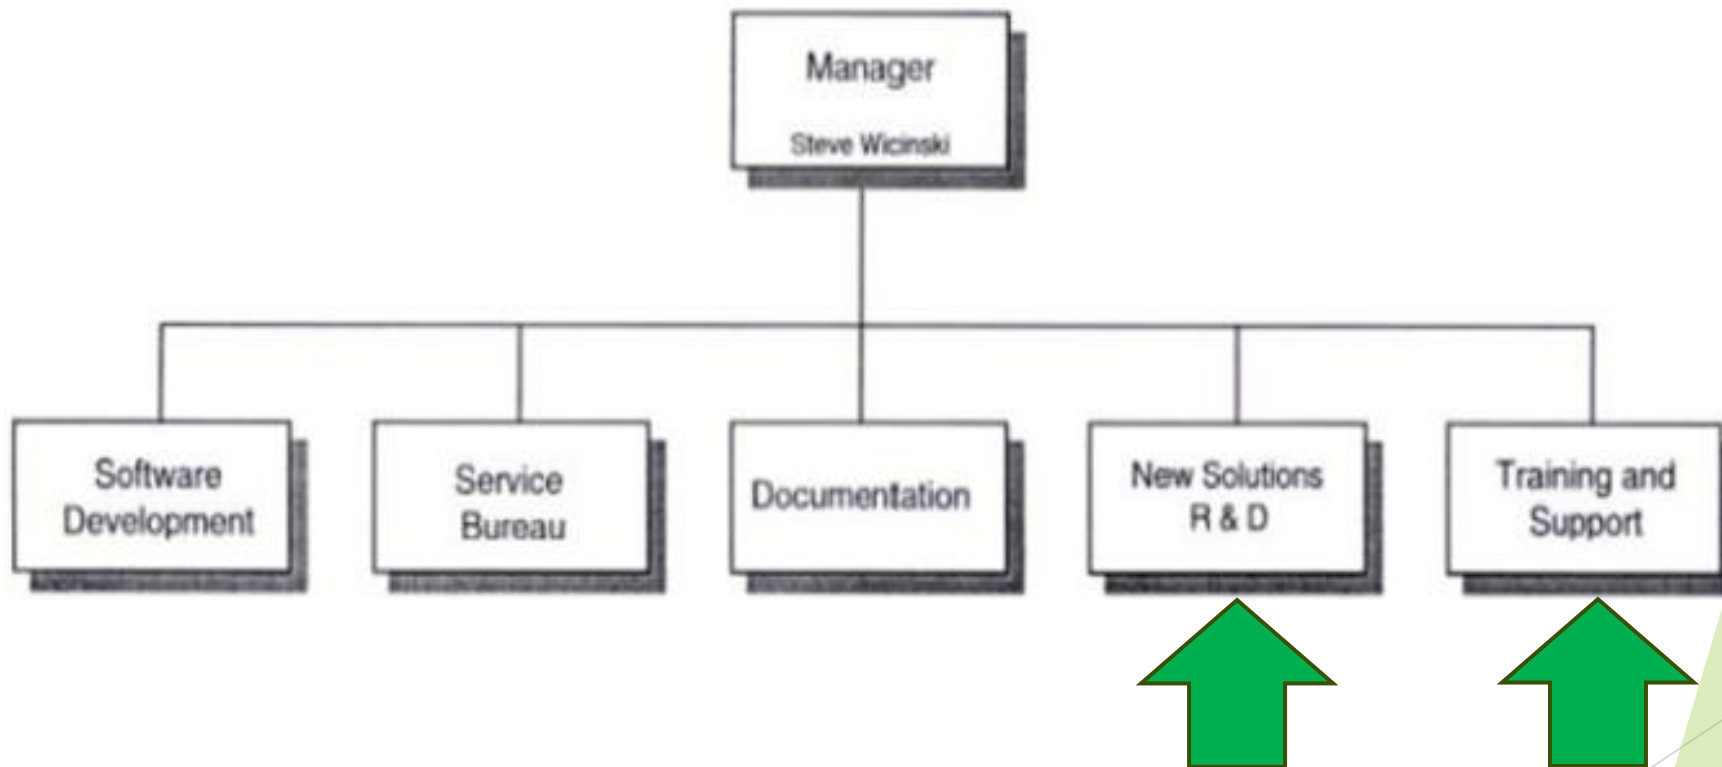 Manager
Steve Wicinski
Software
Development
Service
Bureau
Documentation
New Solutions
R & D
Training and
Support